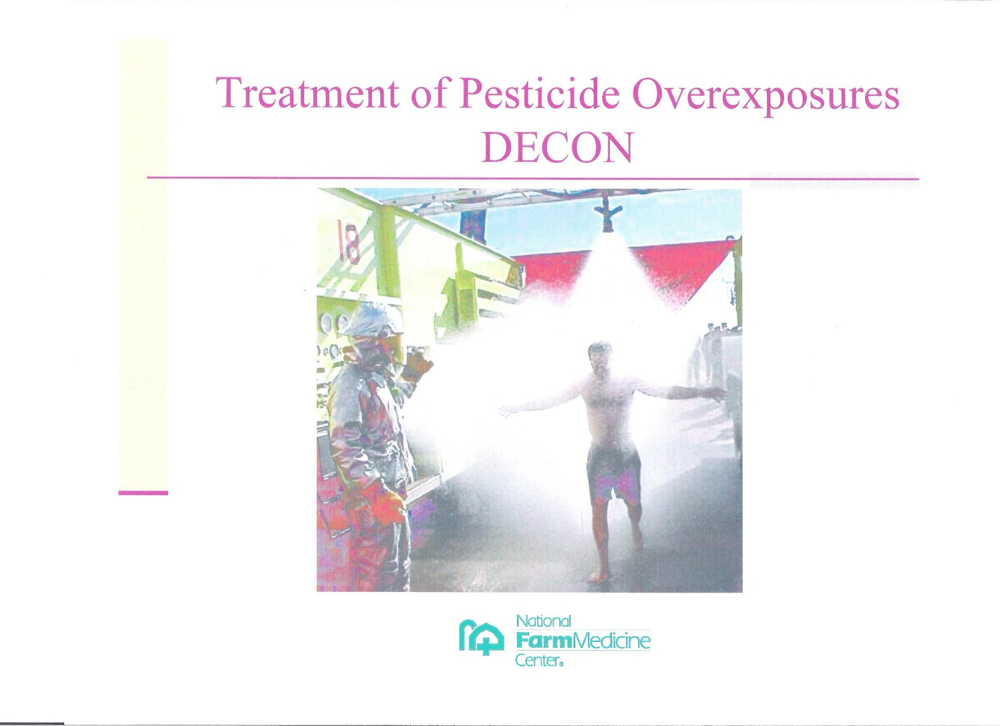 Treatment of Pesticide Overexposures
DECON
18
National
FarmMedicine
Center®